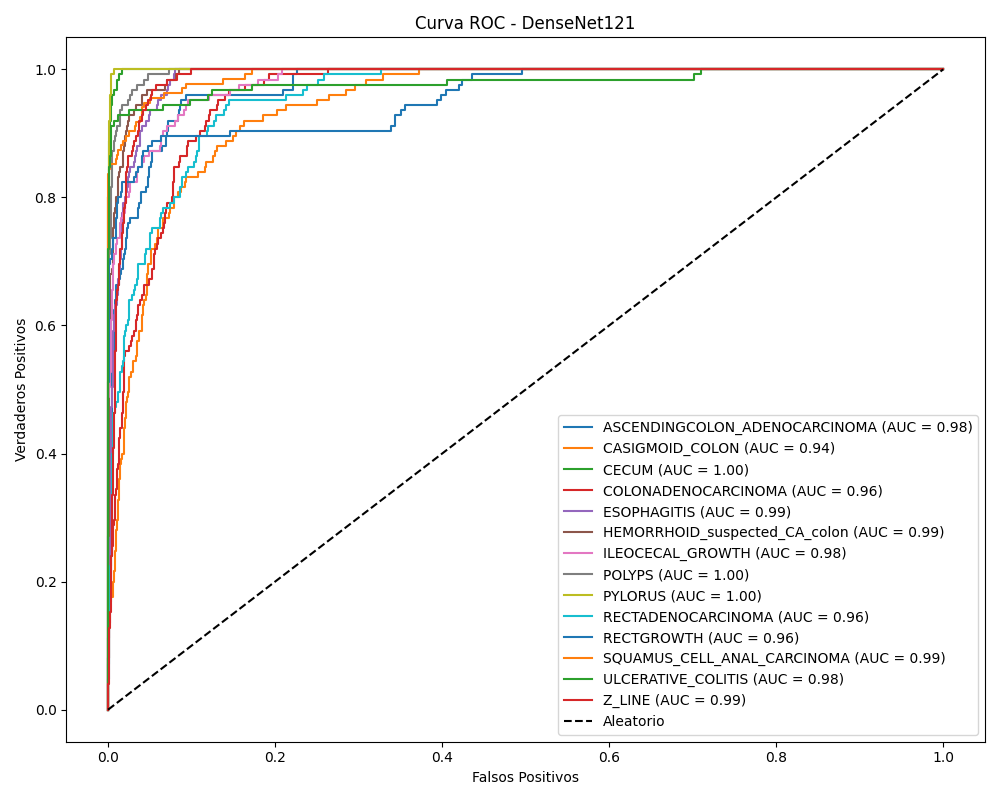 Curva ROC - DenseNet121
1.0
0.8
0.6
0.4
0.2
0.0
Verdaderos Positivos
0.0 0.2 0.4 0.6 0.8 1.0
Falsos Positivos
ASCENDINGCOLON_ADENOCARCINOMA (AUC = 0.98)
CASIGMOID_COLON (AUC = 0.94)
CECUM (AUC = 1.00)
COLONADENOCARCINOMA (AUC = 0.96)
ESOPHAGITIS (AUC = 0.99)
HEMORRHOID_suspected_CA_colon (AUC = 0.99)
ILEOCECAL_GROWTH (AUC = 0.98)
POLYPS (AUC = 1.00)
PYLORUS (AUC = 1.00)
RECTADENOCARCINOMA (AUC = 0.96)
RECTGROWTH (AUC = 0.96)
SQUAMUS_CELL_ANAL_CARCINOMA (AUC = 0.99)
ULCERATIVE_COLITIS (AUC = 0.98)
Z_LINE (AUC = 0.99)
Aleatorio